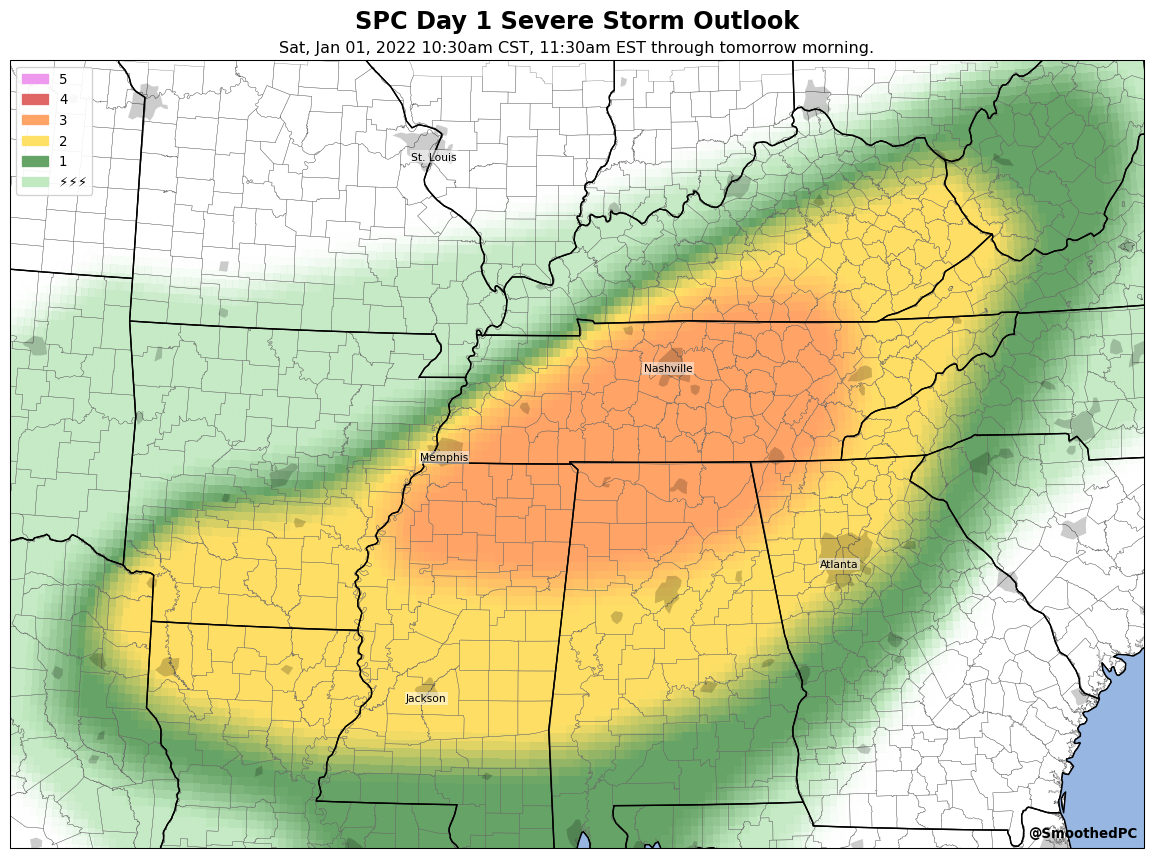 SPC Day 1 Severe Storm Outlook
Sat, Jan 01, 2022 10:30am CST, 11:30am EST through tomorrow morning.
5
4
3
2
1
⚡⚡⚡
St. Louis
Nashville
Memphis
Atlanta
Jackson
@SmoothedPC